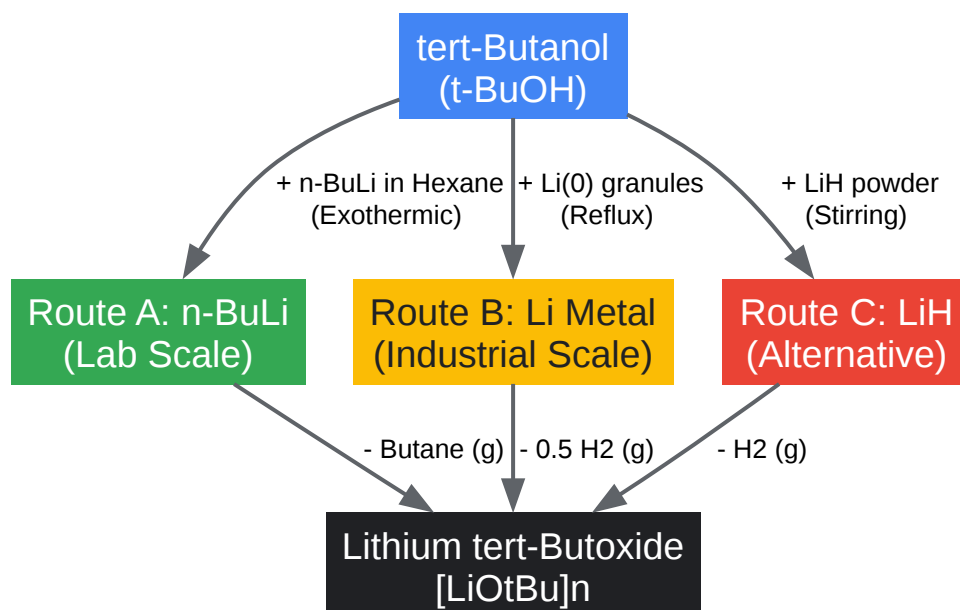 tert-Butanol
(t-BuOH)
+ n-BuLi in Hexane
(Exothermic)
+ Li(0) granules
(Reflux)
+ LiH powder
(Stirring)
Route A: n-BuLi
(Lab Scale)
Route B: Li Metal
(Industrial Scale)
Route C: LiH
(Alternative)
- Butane (g)
- 0.5 H2 (g)
- H2 (g)
Lithium tert-Butoxide
[LiOtBu]n